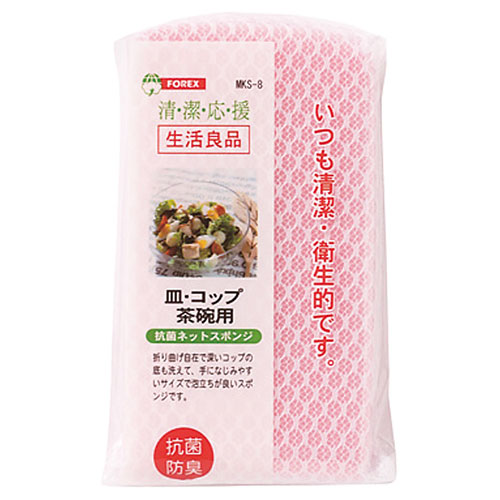 FOREX
MKS-8
清・潔・応・援
生活良品
皿・コップ
茶碗用
抗菌ネットスポンジ
折り曲げ自在で深いコップの
底も洗えて、手になじみやす
いサイズで泡立ちが良いスポ
ンジです。
抗菌
防臭
いつも清潔・衛生的です。